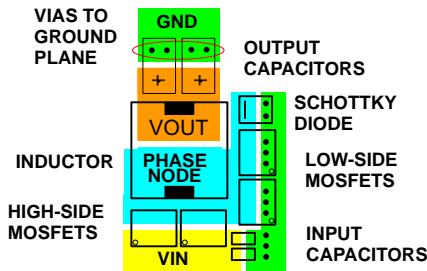 VIAS TO
GROUND
PLANE
GND
OUTPUT
CAPACITORS
+ +
VOUT
SCHOTTKY
DIODE
INDUCTOR
PHASE
NODE
LOW-SIDE
MOSFETS
HIGH-SIDE
MOSFETS
VIN
INPUT
CAPACITORS